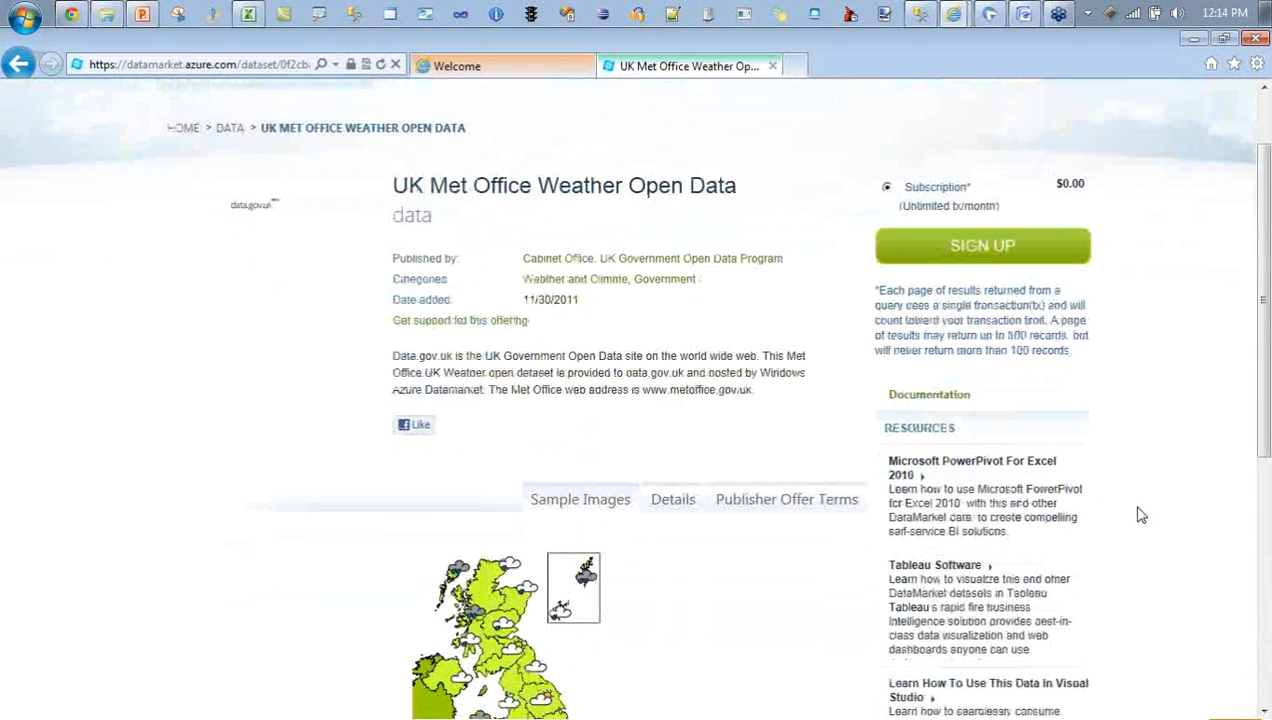 12:14 PM
https://datamarket.azure.com/dataset/0f2cb
Welcome
UK Met Office Weather Op...
HOME > DATA > UK MET OFFICE WEATHER OPEN DATA
data.gov.uk
UK Met Office Weather Open Data
data
Published by: Cabinet Office. UK Government Open Data Program
Categories Weather and Climate, Government
Date added: 11/30/2011
Get support for this offering
Data.gov.uk is the UK Government Open Data site on the world wide web. This Met
Office UK Weather open dataset is provided to data.gov.uk and hosted by Windows
Azure Datamarket. The Met Office web address is www.metoffice.gov.uk.
Like
Sample Images
Details
Publisher Offer Terms
Subscription* $0.00
(Unlimited tx/month)
SIGN UP
*Each page of results returned from a
query uses a single transaction(tx) and will
count toward your transaction limit. A page
of results may return up to 100 records, but
will never return more than 100 records.
Documentation
RESOURCES
Microsoft PowerPivot For Excel
2010
Learn how to use Microsoft PowerPivot
for Excel 2010 with this and other
DataMarket data to create compelling
self-service BI solutions.
Tableau Software
Learn how to visualize this and other
DataMarket datasets in Tableau
Tableau's rapid fire business
intelligence solution provides best-in-
class data visualization and web
dashboards anyone can use.
Learn How To Use This Data In Visual
Studio
Learn how to seamlessly consume